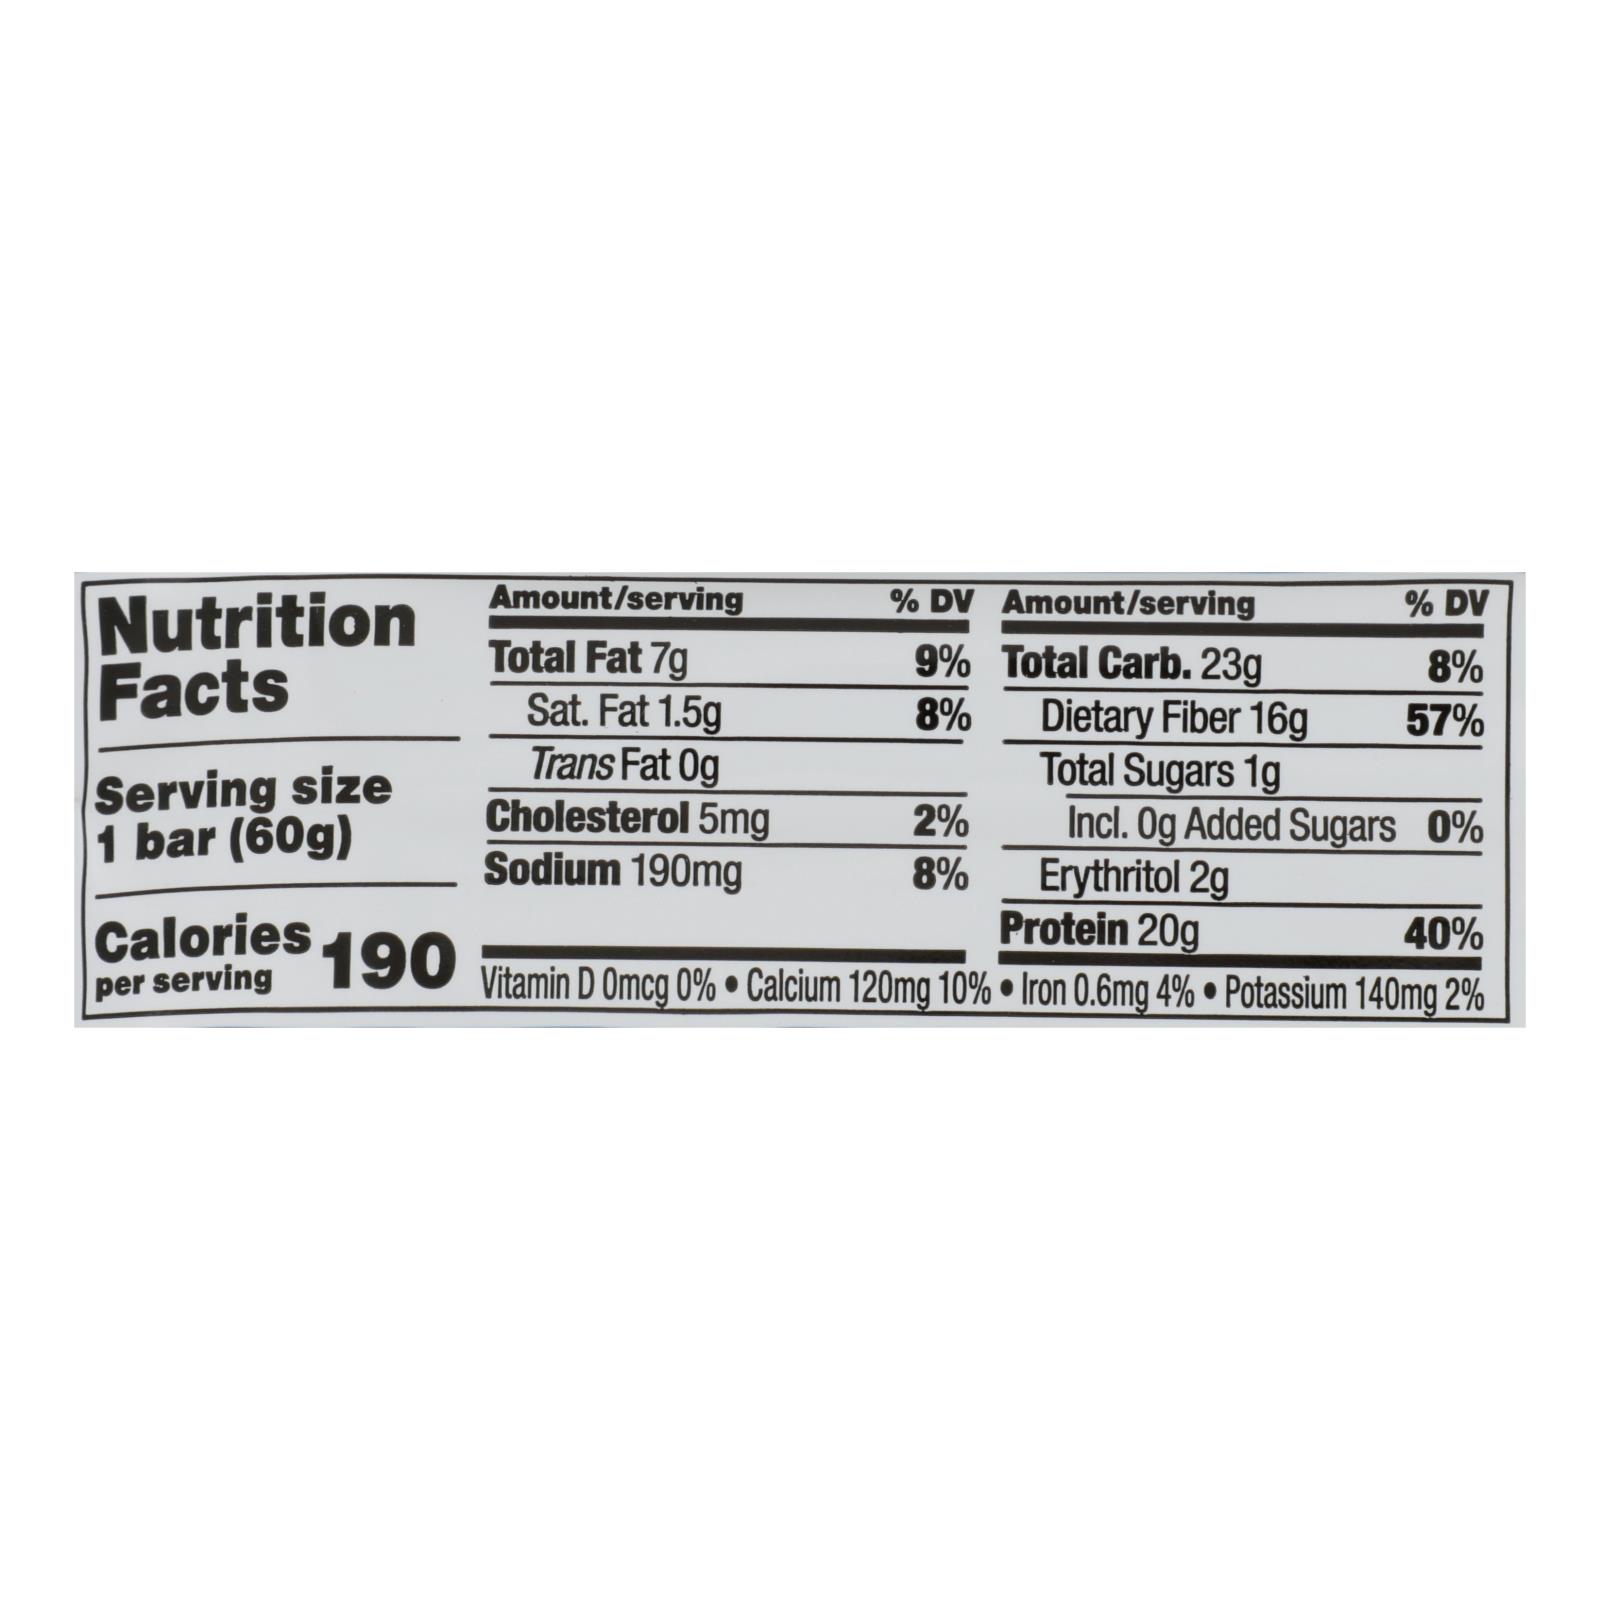 Nutrition
Facts
Serving size
1 bar (60g)
Calories 190
per serving
Amount/serving % DV
Total Fat 7g 9%
Sat. Fat 1.5g 8%
Trans Fat 0g
Cholesterol 5mg 2%
Sodium 190mg 8%
Amount/serving % DV
Total Carb. 23g 8%
Dietary Fiber 16g 57%
Total Sugars 1g
Incl. 0g Added Sugars 0%
Erythritol 2g
Protein 20g 40%
Vitamin D 0mcg 0% • Calcium 120mg 10% • Iron 0.6mg 4% • Potassium 140mg 2%